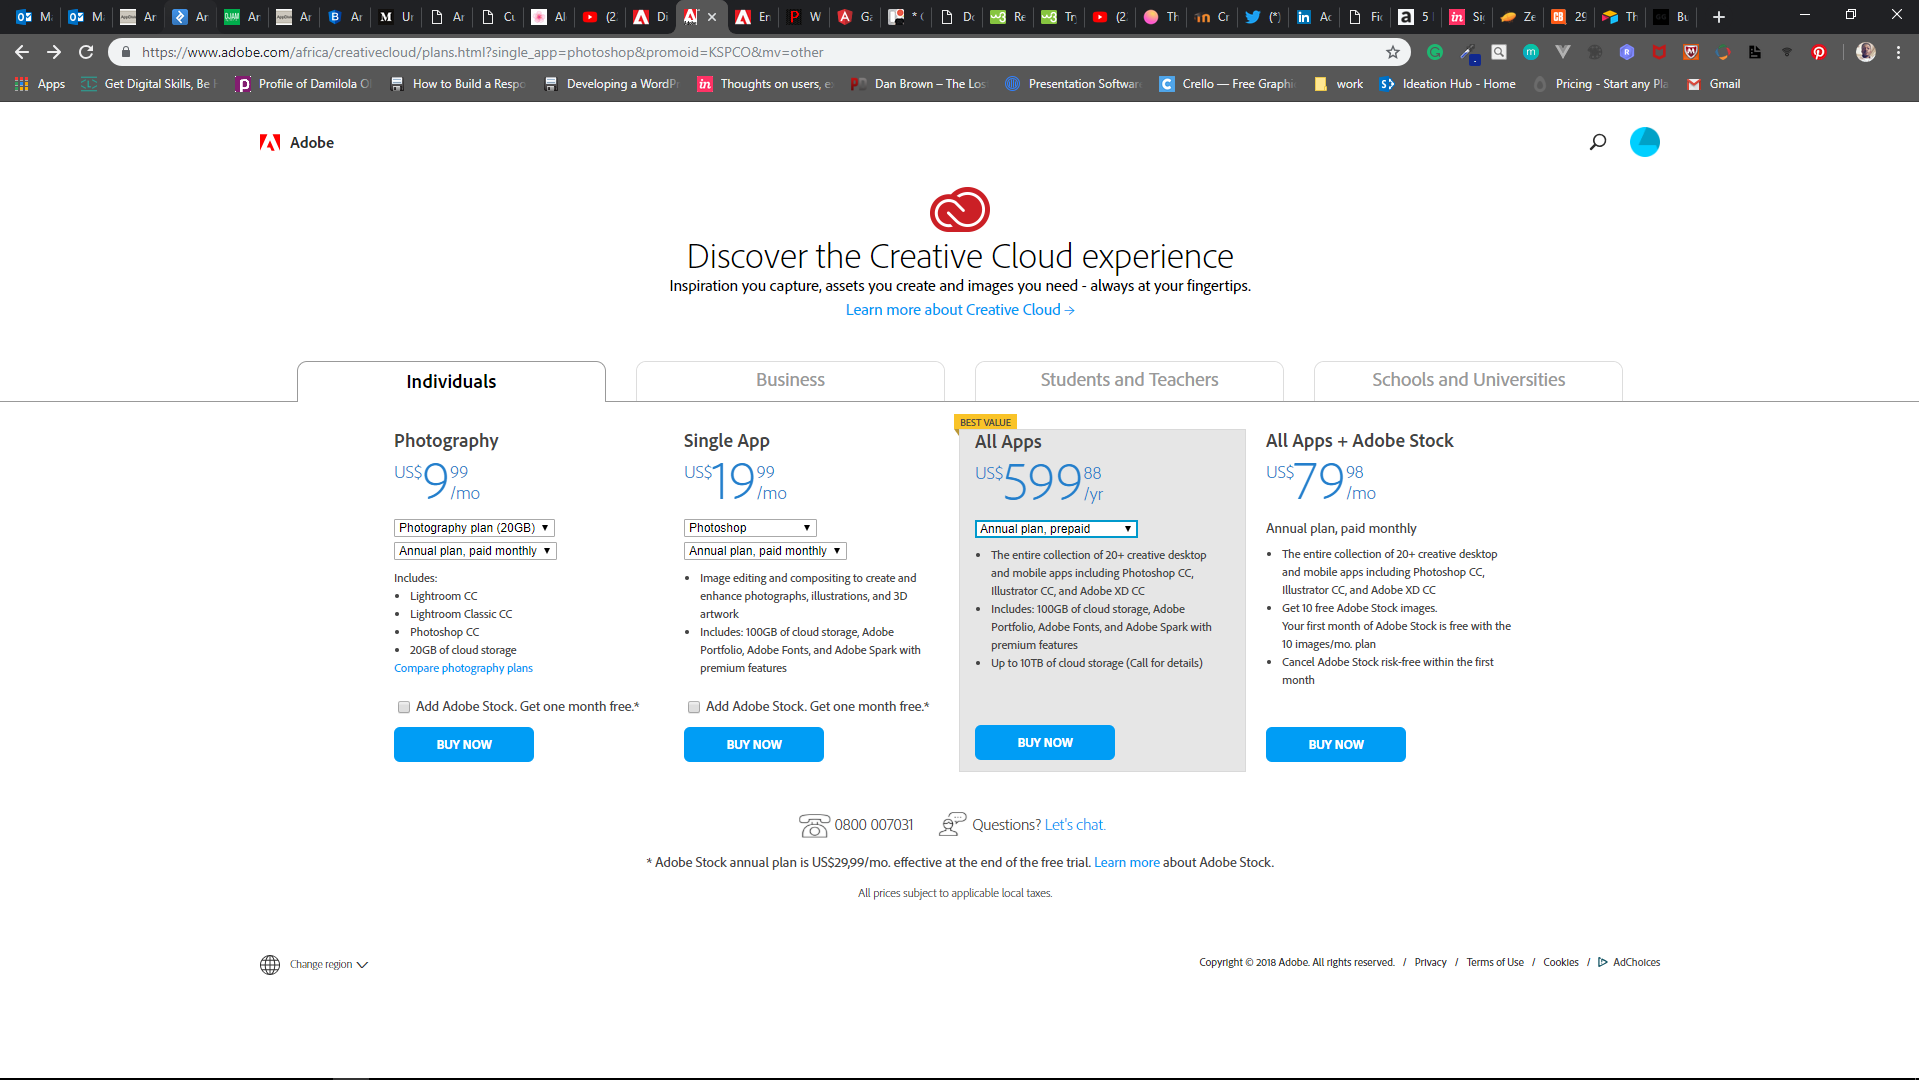 https://www.adobe.com/africa/creativecloud/plans.html?single_app=photoshop&promoid=KSPCO&mv=other
Apps
Get Digital Skills, Be
Profile of Damilola O
How to Build a Respo
Developing a WordPr
Thoughts on users, e
Dan Brown – The Los
Presentation Softwar
Crello — Free Graphi
work
Ideation Hub - Home
Pricing - Start any Pla
Gmail
Adobe
Discover the Creative Cloud experience
Inspiration you capture, assets you create and images you need - always at your fingertips.
Learn more about Creative Cloud →
Individuals
Business
Students and Teachers
Schools and Universities
Photography
US$9 99 /mo
Photography plan (20GB)
Annual plan, paid monthly
Includes:
• Lightroom CC
• Lightroom Classic CC
• Photoshop CC
• 20GB of cloud storage
Compare photography plans
Add Adobe Stock. Get one month free.*
BUY NOW
Single App
US$19 99 /mo
Photoshop
Annual plan, paid monthly
• Image editing and compositing to create and
enhance photographs, illustrations, and 3D
artwork
• Includes: 100GB of cloud storage, Adobe
Portfolio, Adobe Fonts, and Adobe Spark with
premium features
Add Adobe Stock. Get one month free.*
BUY NOW
BEST VALUE
All Apps
US$599 88 /yr
Annual plan, prepaid
• The entire collection of 20+ creative desktop
and mobile apps including Photoshop CC,
Illustrator CC, and Adobe XD CC
• Includes: 100GB of cloud storage, Adobe
Portfolio, Adobe Fonts, and Adobe Spark with
premium features
• Up to 10TB of cloud storage (Call for details)
BUY NOW
All Apps + Adobe Stock
US$79 98 /mo
Annual plan, paid monthly
• The entire collection of 20+ creative desktop
and mobile apps including Photoshop CC,
Illustrator CC, and Adobe XD CC
• Get 10 free Adobe Stock images.
Your first month of Adobe Stock is free with the
10 images/mo. plan
• Cancel Adobe Stock risk-free within the first
month
BUY NOW
0800 007031
Questions? Let's chat.
* Adobe Stock annual plan is US$29,99/mo. effective at the end of the free trial. Learn more about Adobe Stock.
All prices subject to applicable local taxes.
Change region
Copyright © 2018 Adobe. All rights reserved. / Privacy / Terms of Use / Cookies / AdChoices